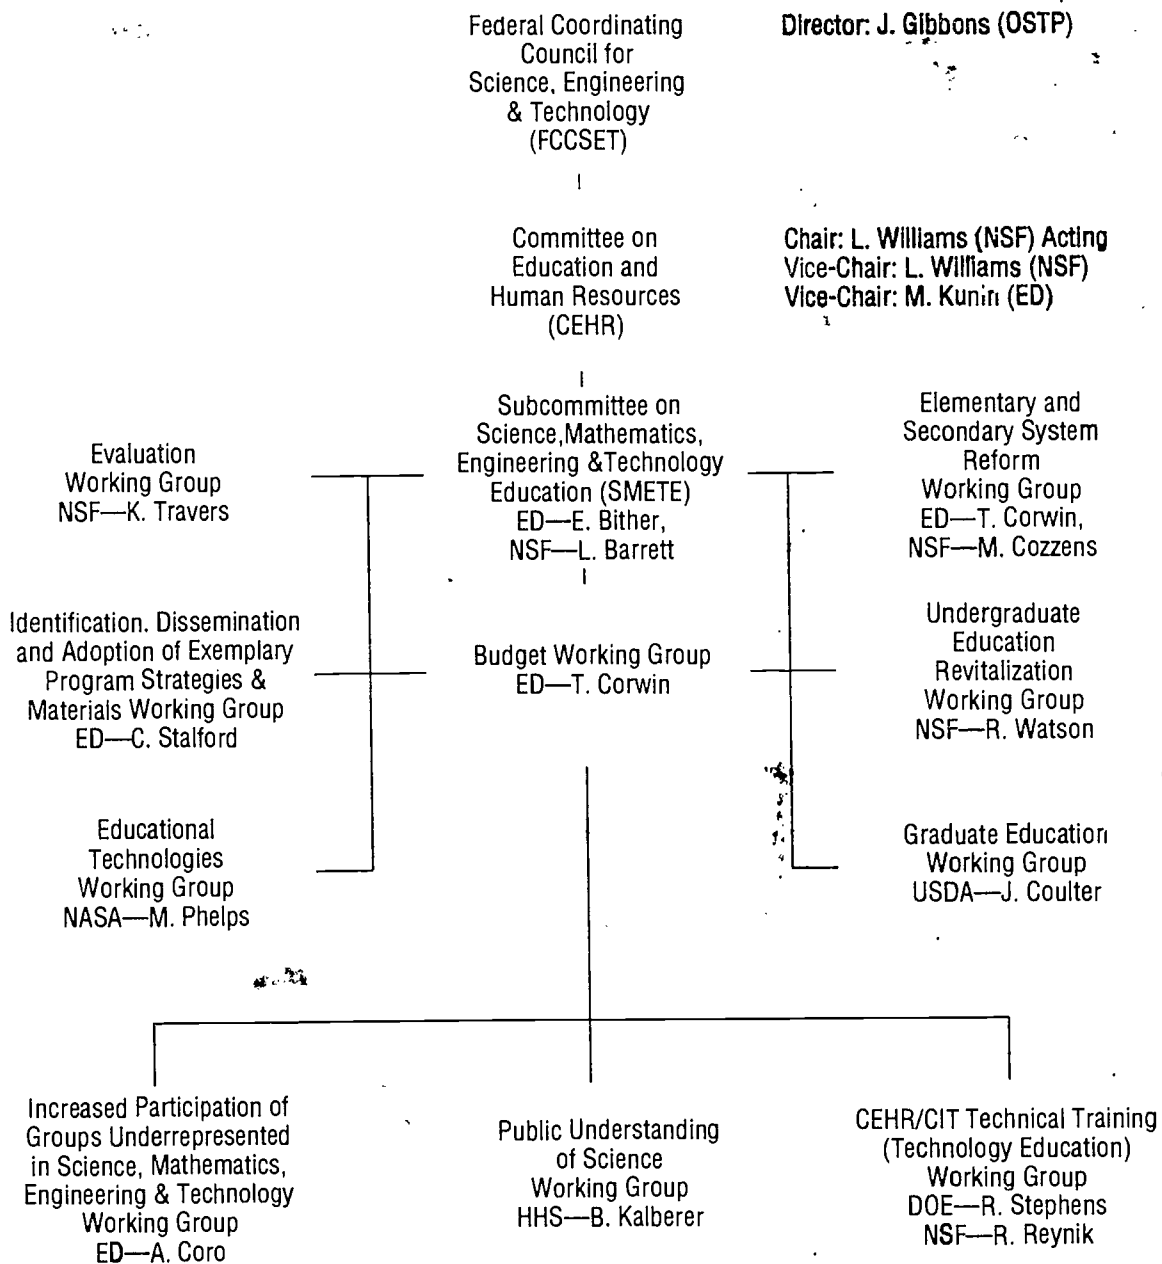 Federal Coordinating
Council for
Science, Engineering
& Technology
(FCCSET)
Director: J. Gibbons (OSTP)
Committee on
Education and
Human Resources
(CEHR)
Chair: L. Williams (NSF) Acting
Vice-Chair: L. Williams (NSF)
Vice-Chair: M. Kunin (ED)
Evaluation
Working Group
NSF—K. Travers
Subcommittee on
Science,Mathematics,
Engineering &Technology
Education (SMETE)
ED—E. Bither,
NSF—L. Barrett
Elementary and
Secondary System
Reform
Working Group
ED—T. Corwin,
NSF—M. Cozzens
Identification. Dissemination
and Adoption of Exemplary
Program Strategies &
Materials Working Group
ED—C. Stalford
Budget Working Group
ED—T. Corwin
Undergraduate
Education
Revitalization
Working Group
NSF—R. Watson
Educational
Technologies
Working Group
NASA—M. Phelps
Graduate Education
Working Group
USDA—J. Coulter
Increased Participation of
Groups Underrepresented
in Science, Mathematics,
Engineering & Technology
Working Group
ED—A. Coro
Public Understanding
of Science
Working Group
HHS—B. Kalberer
CEHR/CIT Technical Training
(Technology Education)
Working Group
DOE—R. Stephens
NSF—R. Reynik